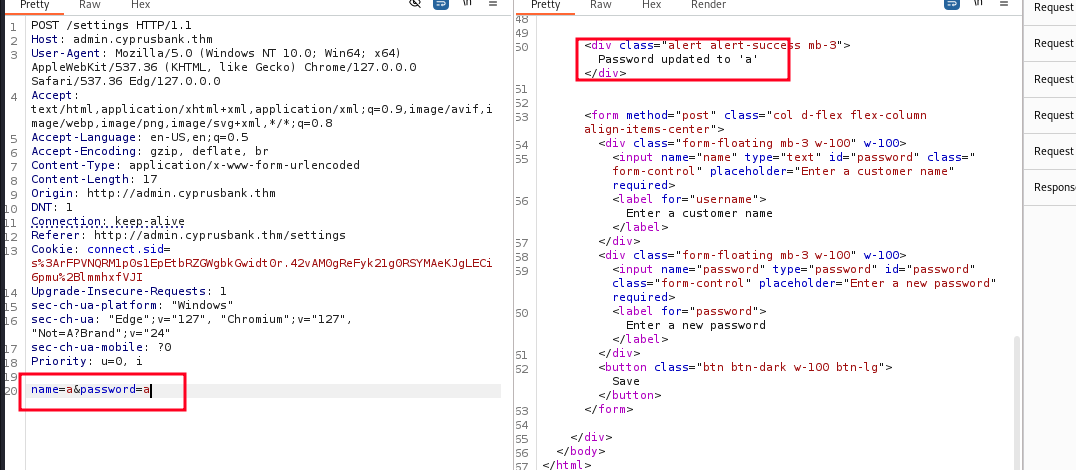 Pretty Raw Hex \n
1 POST /settings HTTP/1.1
2 Host: admin.cyprusbank.thm
3 User-Agent: Mozilla/5.0 (Windows NT 10.0; Win64; x64)
AppleWebKit/537.36 (KHTML, like Gecko) Chrome/127.0.0.0
Safari/537.36 Edg/127.0.0.0
4 Accept:
text/html,application/xhtml+xml,application/xml;q=0.9,image/avif,i
mage/webp,image/png,image/svg+xml,*/*;q=0.8
5 Accept-Language: en-US,en;q=0.5
6 Accept-Encoding: gzip, deflate, br
7 Content-Type: application/x-www-form-urlencoded
8 Content-Length: 17
9 Origin: http://admin.cyprusbank.thm
10 DNT: 1
11 Connection: keep-alive
12 Referer: http://admin.cyprusbank.thm/settings
13 Cookie: connect.sid=
s%3ArFPVNQRM1pOs1EpEtbRZGWgbkGwidtOr.42vAMOgReFyk21gORSYMAeKJgLECi
6pmu%2BlmmhxfVJI
14 Upgrade-Insecure-Requests: 1
15 sec-ch-ua-platform: "Windows"
16 sec-ch-ua: "Edge";v="127", "Chromium";v="127",
"Not=A?Brand";v="24"
17 sec-ch-ua-mobile: ?0
18 Priority: u=0, i
19
20 name=a&password=a
Pretty Raw Hex Render \n
48
49
50 <div class="alert alert-success mb-3">
Password updated to 'a'
</div>
51
52
53 <form method="post" class="col d-flex flex-column
align-items-center">
54 <div class="form-floating mb-3 w-100" w-100>
55 <input name="name" type="text" id="password" class="
form-control" placeholder="Enter a customer name"
required>
56 <label for="username">
Enter a customer name
</label>
57 </div>
58 <div class="form-floating mb-3 w-100" w-100>
59 <input name="password" type="password" id="password"
class="form-control" placeholder="Enter a new password"
required>
60 <label for="password">
Enter a new password
</label>
61 </div>
62 <button class="btn btn-dark w-100 btn-lg">
Save
</button>
63 </form>
64
65 </div>
66 </body>
67 </html>
Request
Request
Request
Request
Request
Respons